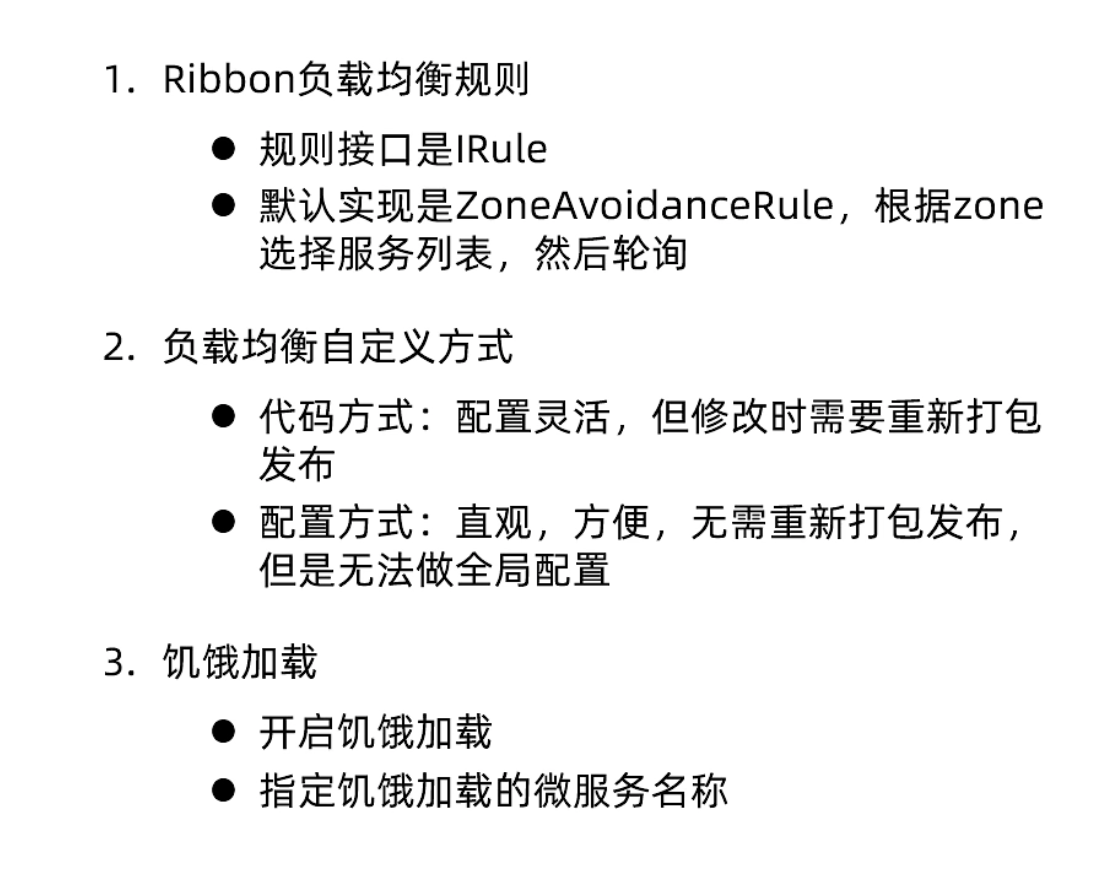 1. Ribbon负载均衡规则
● 规则接口是IRule
● 默认实现是ZoneAvoidanceRule，根据zone
选择服务列表，然后轮询
2. 负载均衡自定义方式
● 代码方式：配置灵活，但修改时需要重新打包
发布
● 配置方式：直观，方便，无需重新打包发布，
但是无法做全局配置
3. 饥饿加载
● 开启饥饿加载
● 指定饥饿加载的微服务名称